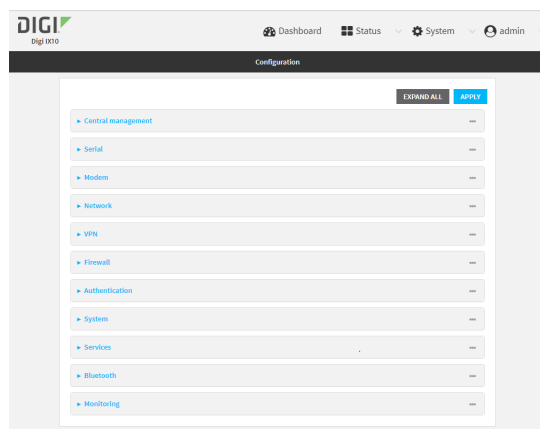 DIGI
Digi IX10
Dashboard Status System admin
Configuration
EXPAND ALL APPLY
Central management
Serial
Modem
Network
VPN
Firewall
Authentication
System
Services
Bluetooth
Monitoring